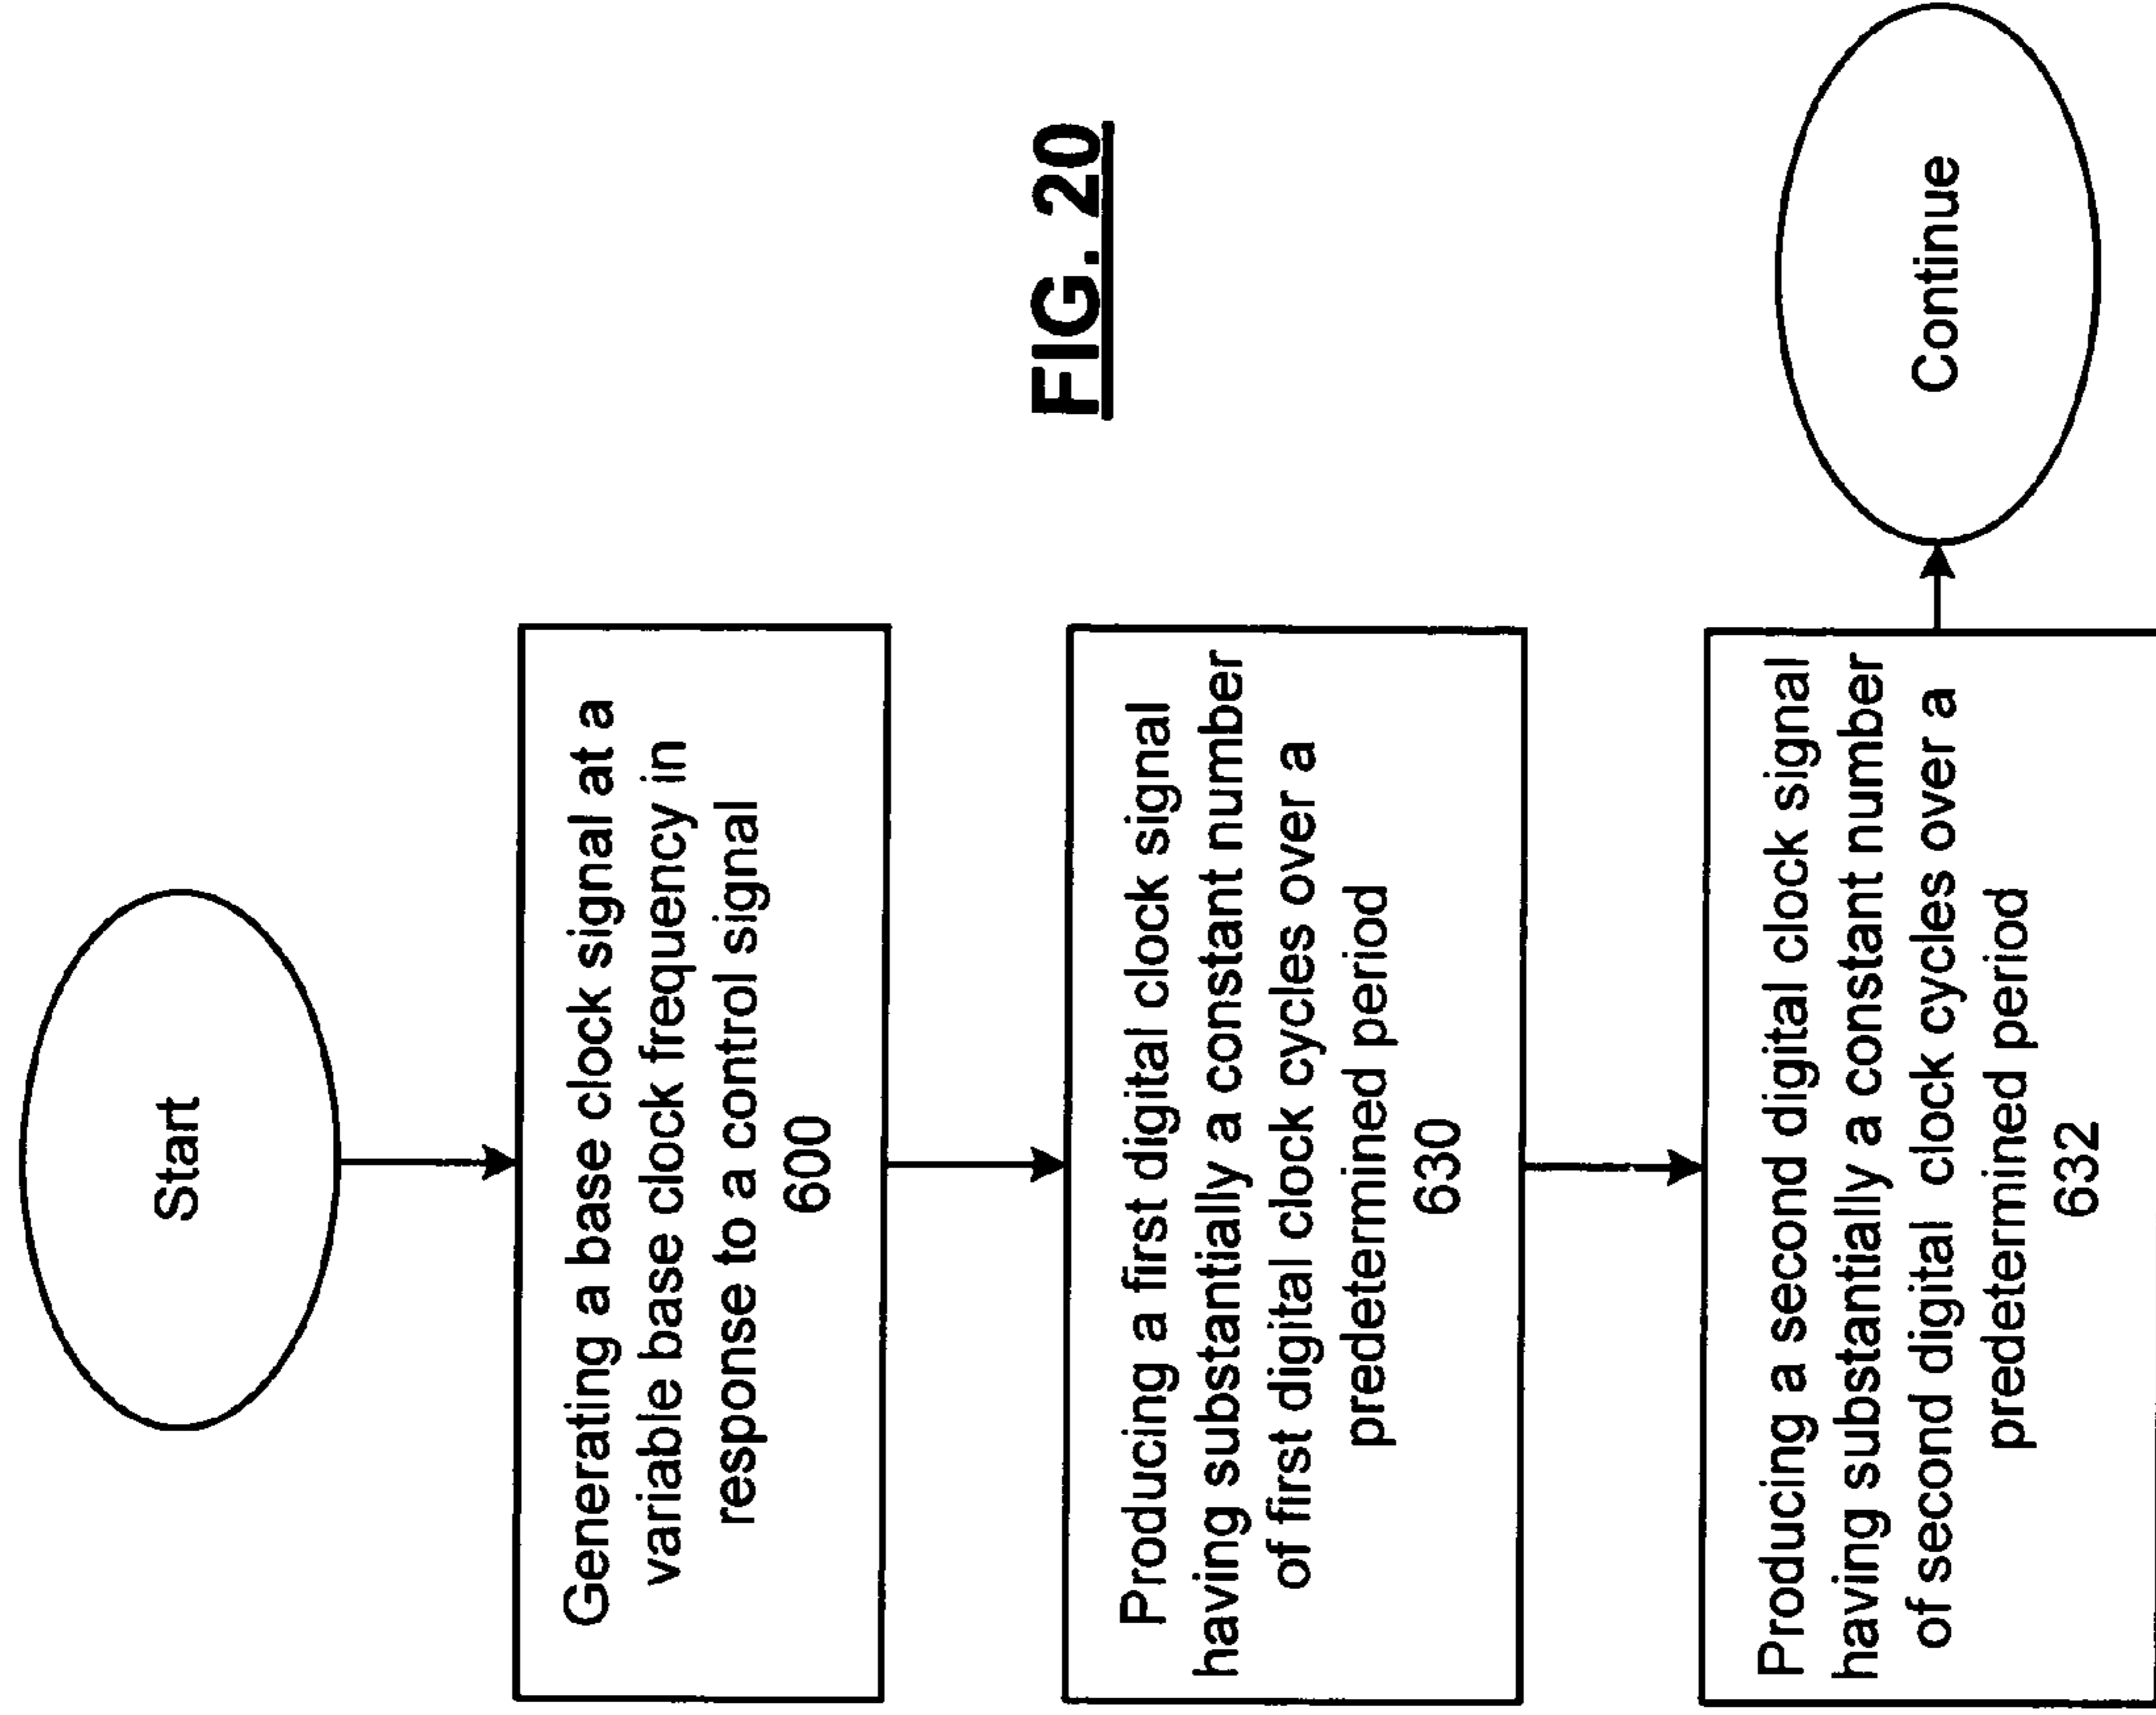 Start
Generating a base clock signal at a
variable base clock frequency in
response to a control signal
600
Producing a first digital clock signal
having substantially a constant number
of first digital clock cycles over a
predetermined period
630
Producing a second digital clock signal
having substantially a constant number
of second digital clock cycles over a
predetermined period
632
Continue
FIG. 20